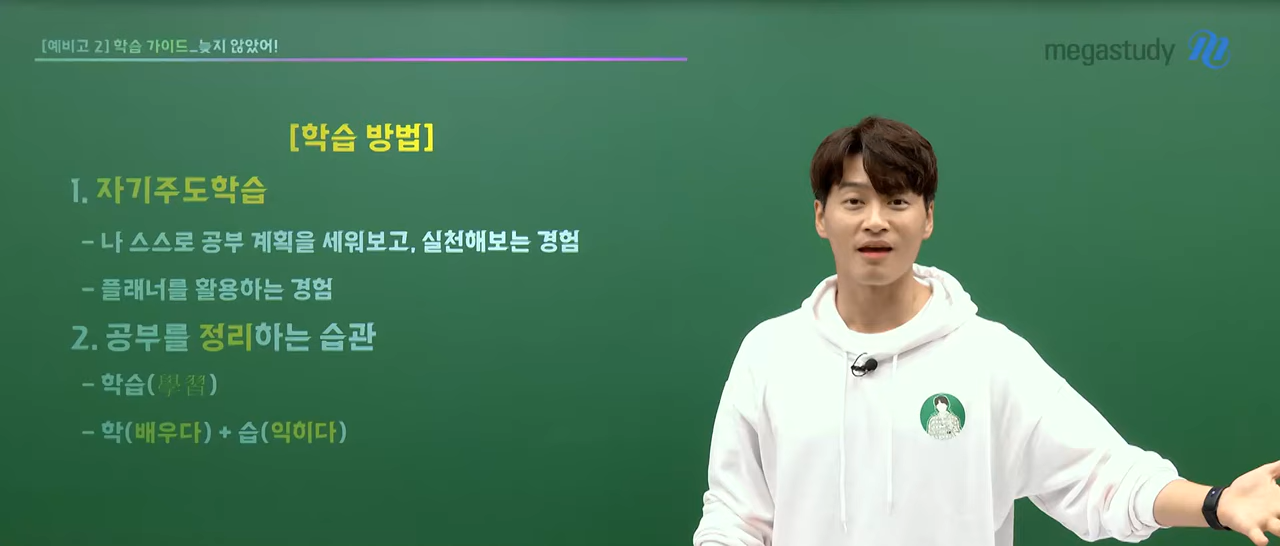 [예비고 2] 학습 가이드_늦지 않았어!
megastudy
[학습 방법]
1. 자기주도학습
- 나 스스로 공부 계획을 세워보고, 실천해보는 경험
- 플래너를 활용하는 경험
2. 공부를 정리하는 습관
- 학습(學習)
- 학(배우다) + 습(익히다)